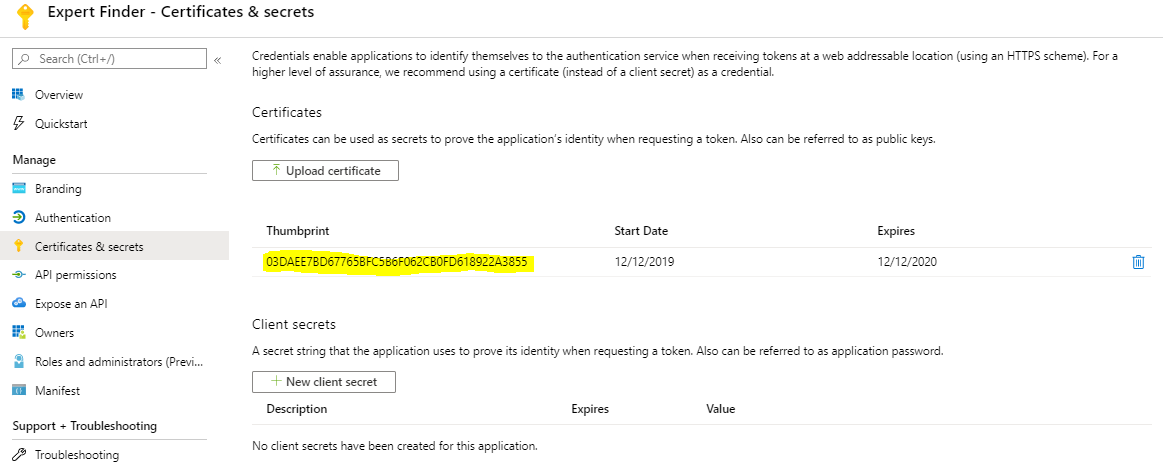 Expert Finder - Certificates & secrets
Search (Ctrl+/)
«
Overview
Quickstart
Manage
Branding
Authentication
Certificates & secrets
API permissions
Expose an API
Owners
Roles and administrators (Previ...
Manifest
Support + Troubleshooting
Troubleshooting
Credentials enable applications to identify themselves to the authentication service when receiving tokens at a web addressable location (using an HTTPS scheme). For a
higher level of assurance, we recommend using a certificate (instead of a client secret) as a credential.
Certificates
Certificates can be used as secrets to prove the application's identity when requesting a token. Also can be referred to as public keys.
Upload certificate
Thumbprint Start Date Expires
03DAEE7BD67765BFC5B6F062CB0FD618922A3855 12/12/2019 12/12/2020
Client secrets
A secret string that the application uses to prove its identity when requesting a token. Also can be referred to as application password.
New client secret
Description Expires Value
No client secrets have been created for this application.